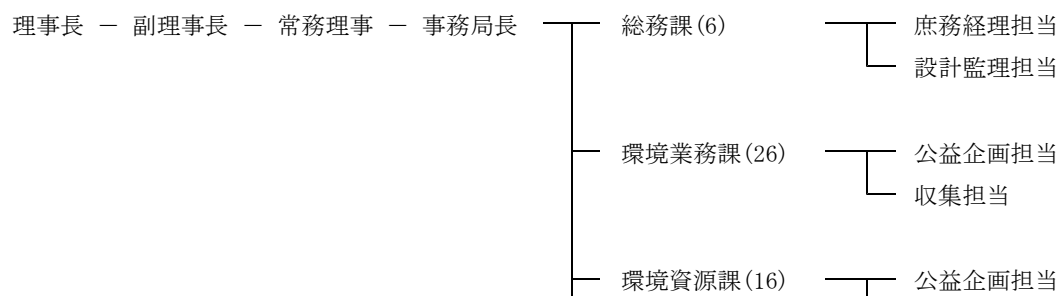 理事長 － 副理事長 － 常務理事 － 事務局長 総務課(6) 庶務経理担当
設計監理担当
環境業務課(26) 公益企画担当
収集担当
環境資源課(16) 公益企画担当